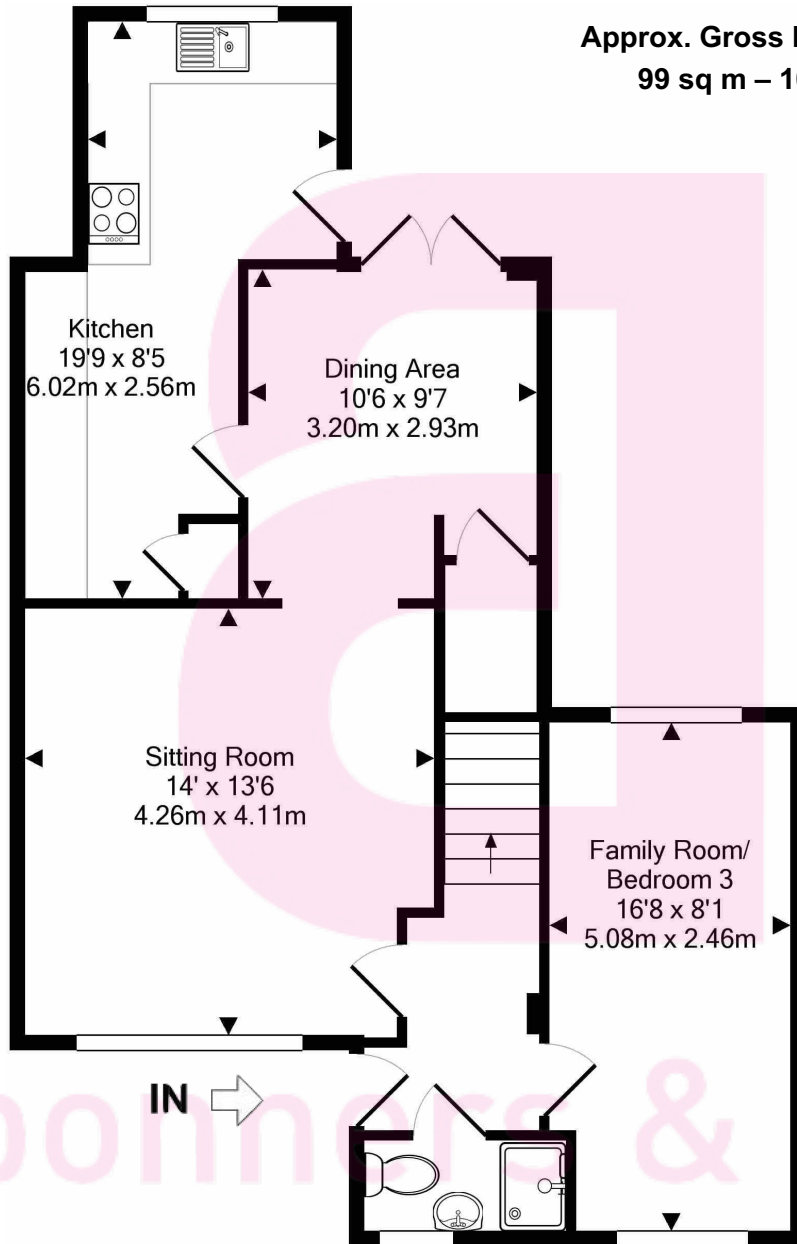 Approx. Gross
99 sq m –
Kitchen
19'9 x 8'5
6.02m x 2.56m
Dining Area
10'6 x 9'7
3.20m x 2.93m
Sitting Room
14' x 13'6
4.26m x 4.11m
Family Room/
Bedroom 3
16'8 x 8'1
5.08m x 2.46m
IN
onners &